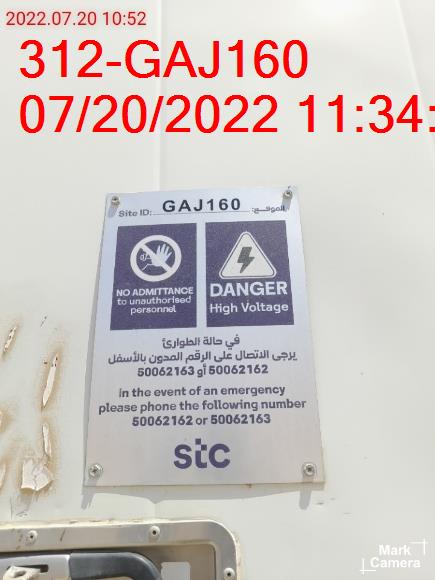 2022.07.20 10:52
312-GAJ160
07/20/2022 11:34:
Site ID: GAJ160 الموقع:
NO ADMITTANCE
to unauthorised
personnel
DANGER
High Voltage
في حالة الطوارئ
يرجى الاتصال على الرقم المدون بالأسفل
50062162 أو 50062163
In the event of an emergency
please phone the following number
50062162 or 50062163
stc
Mark
Camera